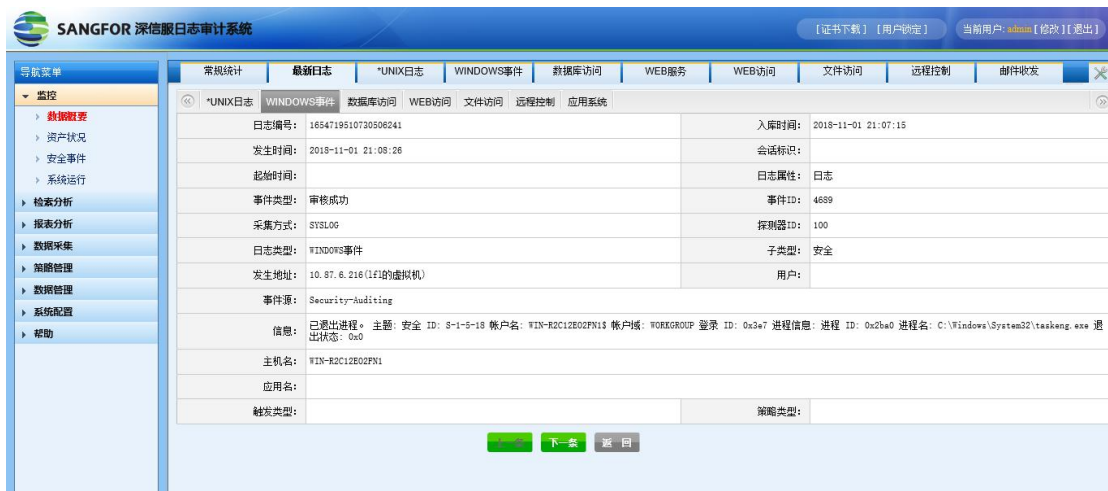 SANGFOR 深信服日志审计系统
[证书下载] [用户锁定] 当前用户: admin [修改] [退出]
导航菜单
常规统计 最新日志 *UNIX日志 WINDOWS事件 数据库访问 WEB服务 WEB访问 文件访问 远程控制 邮件收发
监控
数据概要
资产状况
安全事件
系统运行
检索分析
报表分析
数据采集
策略管理
数据管理
系统配置
帮助
*UNIX日志 WINDOWS事件 数据库访问 WEB访问 文件访问 远程控制 应用系统
日志编号: 1654719510730506241 入库时间: 2018-11-01 21:07:15
发生时间: 2018-11-01 21:08:26 会话标识:
起始时间: 日志属性: 日志
事件类型: 审核成功 事件ID: 4689
采集方式: SYSLOG 探测器ID: 100
日志类型: WINDOWS事件 子类型: 安全
发生地址: 10.87.6.216(lfl的虚拟机) 用户:
事件源: Security-Auditing
信息: 已退出进程。 主题: 安全 ID: S-1-5-18 帐户名: WIN-R2C12E02FN1$ 帐户域: WORKGROUP 登录 ID: 0x3e7 进程信息: 进程 ID: 0x2ba0 进程名: C:\Windows\System32\taskeng.exe 退
出状态: 0x0
主机名: WIN-R2C12E02FN1
应用名:
触发类型: 策略类型:
上一条 下一条 返 回